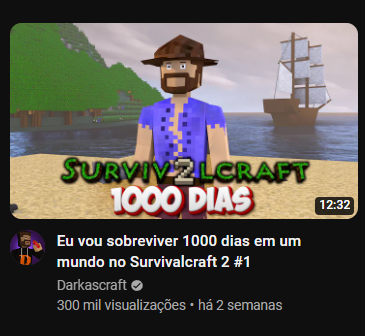 SURVIV2LCRAFT
1000 DIAS
12:32
Eu vou sobreviver 1000 dias em um
mundo no Survivalcraft 2 #1
Darkascraft
300 mil visualizações • há 2 semanas